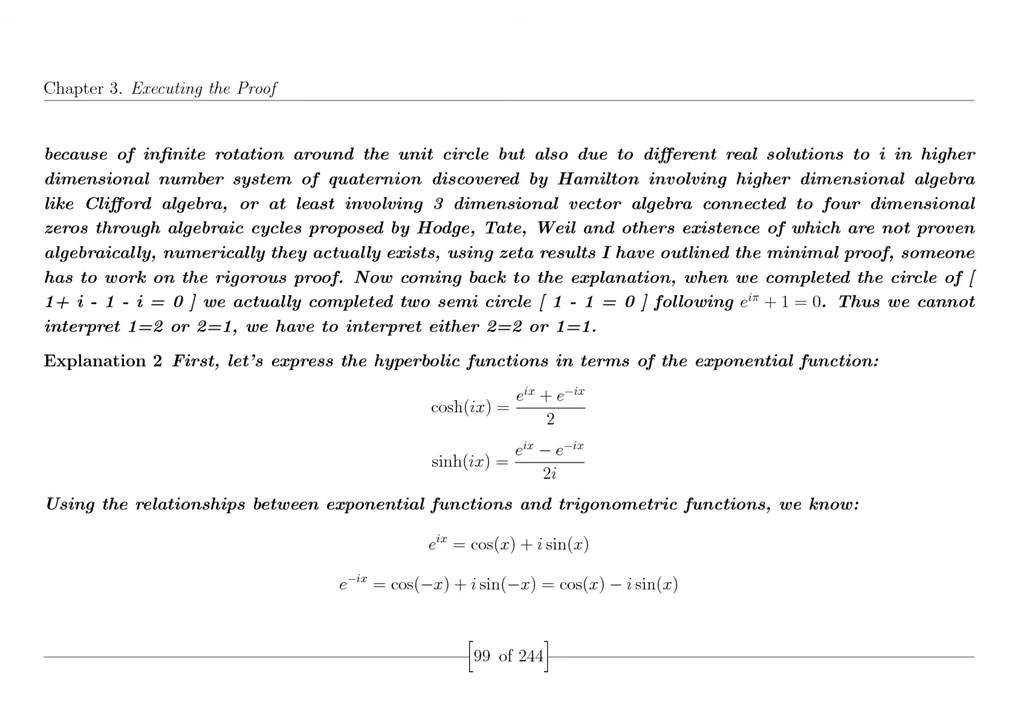 Chapter 3. Executing the Proof
because of infinite rotation around the unit circle but also due to different real solutions to i in higher
dimensional number system of quaternion discovered by Hamilton involving higher dimensional algebra
like Clifford algebra, or at least involving 3 dimensional vector algebra connected to four dimensional
zeros through algebraic cycles proposed by Hodge, Tate, Weil and others existence of which are not proven
algebraically, numerically they actually exists, using zeta results I have outlined the minimal proof, someone
has to work on the rigorous proof. Now coming back to the explanation, when we completed the circle of [
1+ i - 1 - i = 0 ] we actually completed two semi circle [ 1 - 1 = 0 ] following e^{iπ} + 1 = 0. Thus we cannot
interpret 1=2 or 2=1, we have to interpret either 2=2 or 1=1.
Explanation 2 First, let's express the hyperbolic functions in terms of the exponential function:
cosh(ix) = \frac{e^{ix} + e^{-ix}}{2}
sinh(ix) = \frac{e^{ix} − e^{-ix}}{2i}
Using the relationships between exponential functions and trigonometric functions, we know:
e^{ix} = cos(x) + i sin(x)
e^{-ix} = cos(−x) + i sin(−x) = cos(x) − i sin(x)
[99 of 244]